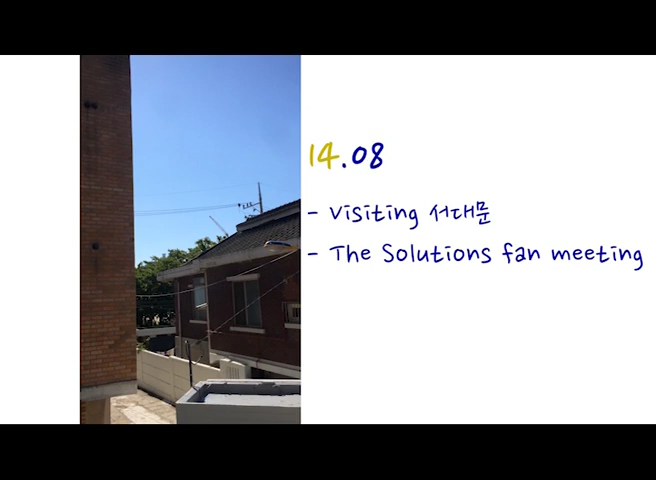 14.08
- Visiting 서대문
- The Solutions fan meeting